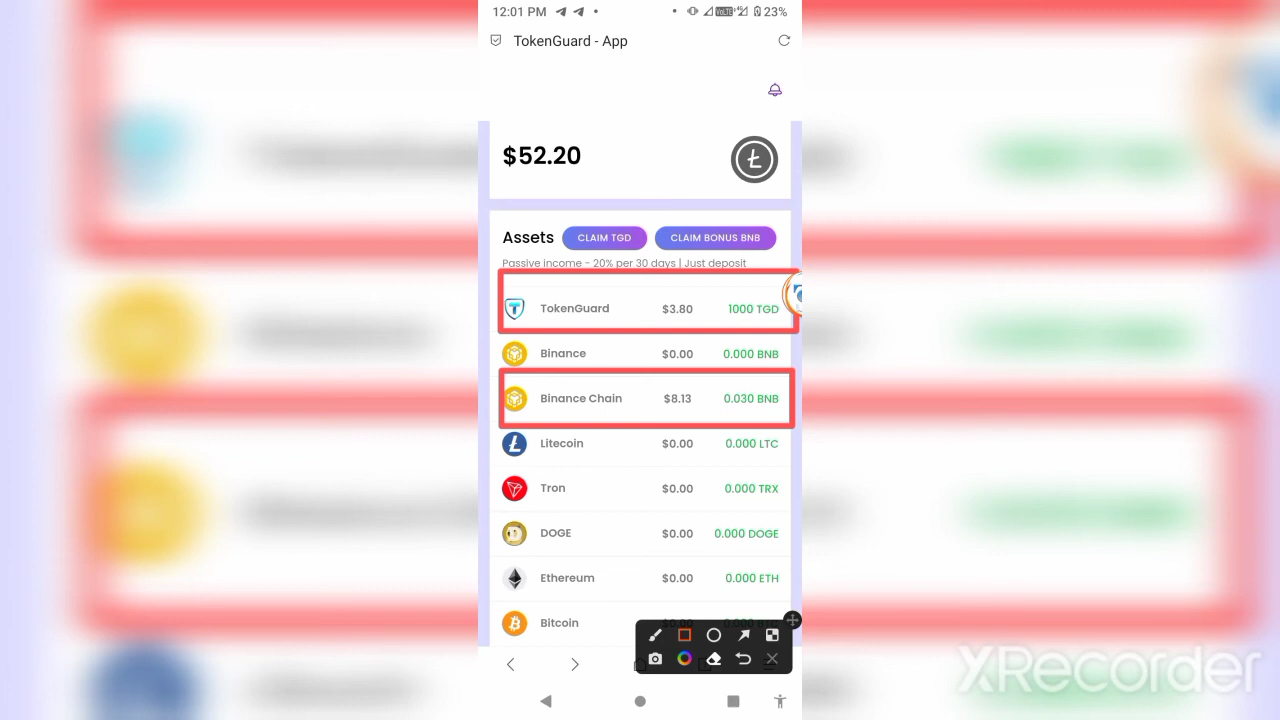 12:01 PM
VoLTE 4G 23%
TokenGuard - App
$52.20
Assets CLAIM TGD CLAIM BONUS BNB
Passive income - 20% per 30 days | Just deposit
TokenGuard $3.80 1000 TGD
Binance $0.00 0.000 BNB
Binance Chain $8.13 0.030 BNB
Litecoin $0.00 0.000 LTC
Tron $0.00 0.000 TRX
DOGE $0.00 0.000 DOGE
Ethereum $0.00 0.000 ETH
Bitcoin
XRecorder